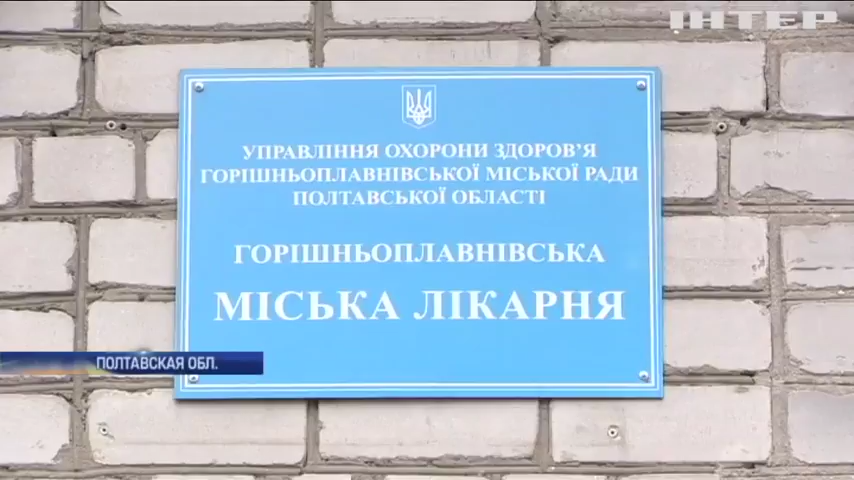 ІНТЕР
УПРАВЛІННЯ ОХОРОНИ ЗДОРОВ'Я
ГОРІШНЬОПЛАВНІВСЬКОЇ МІСЬКОЇ РАДИ
ПОЛТАВСЬКОЇ ОБЛАСТІ
ГОРІШНЬОПЛАВНІВСЬКА
МІСЬКА ЛІКАРНЯ
ПОЛТАВСКАЯ ОБЛ.